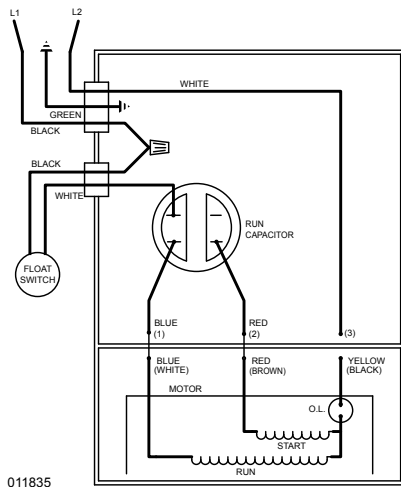 L1
L2
WHITE
GREEN
BLACK
BLACK
WHITE
FLOAT
SWITCH
RUN
CAPACITOR
BLUE
(1)
RED
(2)
(3)
BLUE
(WHITE)
RED
(BROWN)
YELLOW
(BLACK)
MOTOR
O.L.
START
RUN
011835